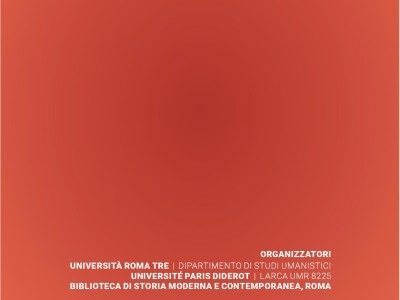 ORGANIZZATORI
UNIVERSITÀ ROMA TRE | DIPARTIMENTO DI STUDI UMANISTICI
UNIVERSITÉ PARIS DIDEROT | LARCA UMR 8225
BIBLIOTECA DI STORIA MODERNA E CONTEMPORANEA, ROMA